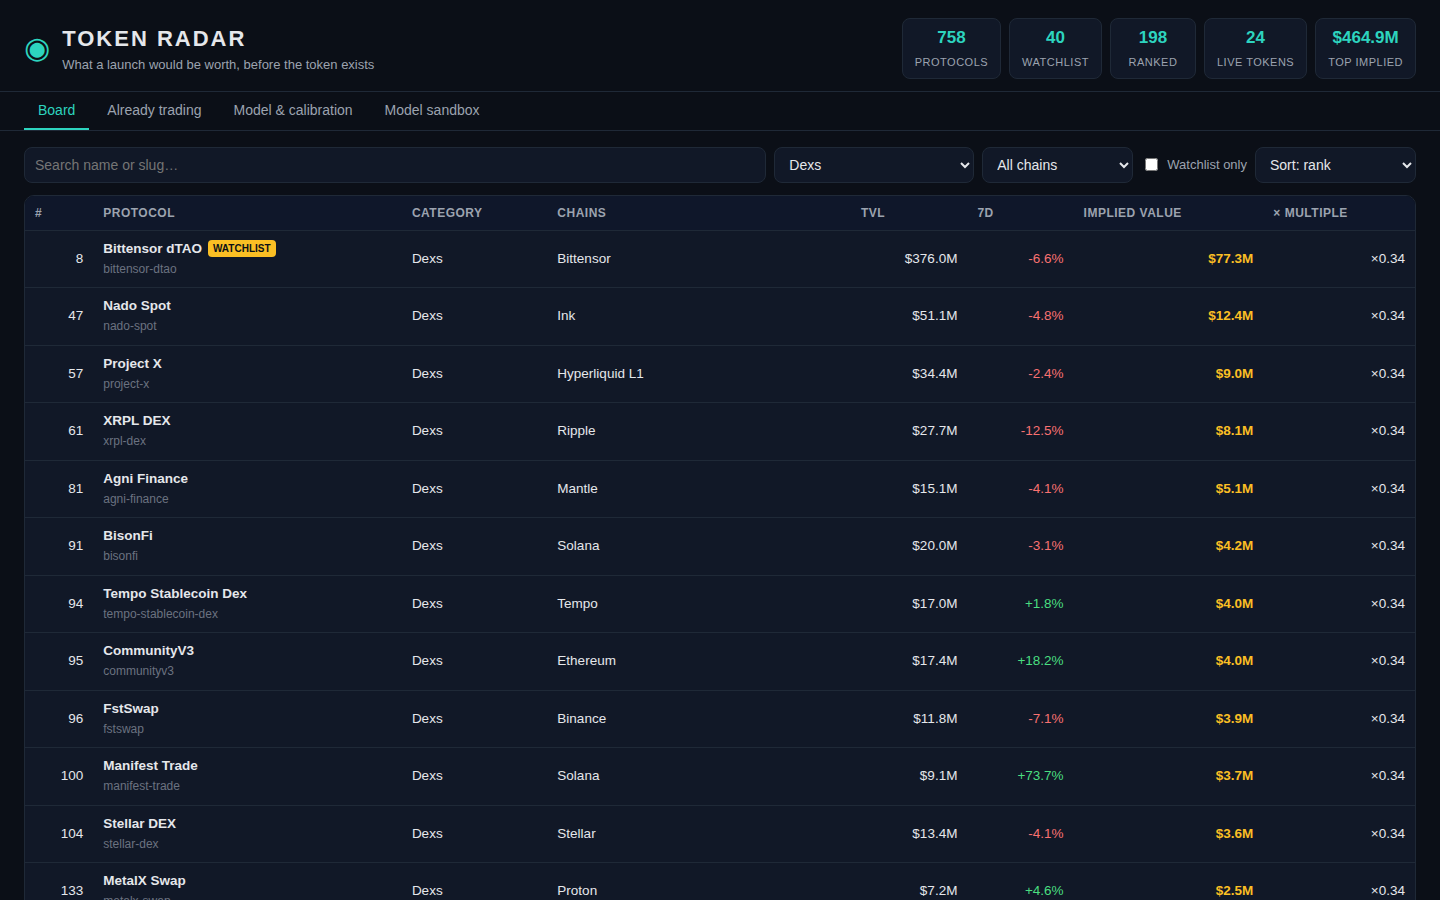 TOKEN RADAR
What a launch would be worth, before the token exists
758
PROTOCOLS
40
WATCHLIST
198
RANKED
24
LIVE TOKENS
$464.9M
TOP IMPLIED
Board Already trading Model & calibration Model sandbox
Search name or slug… Dexs All chains Watchlist only Sort: rank
# PROTOCOL CATEGORY CHAINS TVL 7D IMPLIED VALUE × MULTIPLE
8 Bittensor dTAO WATCHLIST Dexs Bittensor $376.0M -6.6% $77.3M ×0.34
bittensor-dtao
47 Nado Spot Dexs Ink $51.1M -4.8% $12.4M ×0.34
nado-spot
57 Project X Dexs Hyperliquid L1 $34.4M -2.4% $9.0M ×0.34
project-x
61 XRPL DEX Dexs Ripple $27.7M -12.5% $8.1M ×0.34
xrpl-dex
81 Agni Finance Dexs Mantle $15.1M -4.1% $5.1M ×0.34
agni-finance
91 BisonFi Dexs Solana $20.0M -3.1% $4.2M ×0.34
bisonfi
94 Tempo Stablecoin Dex Dexs Tempo $17.0M +1.8% $4.0M ×0.34
tempo-stablecoin-dex
95 CommunityV3 Dexs Ethereum $17.4M +18.2% $4.0M ×0.34
communityv3
96 FstSwap Dexs Binance $11.8M -7.1% $3.9M ×0.34
fstswap
100 Manifest Trade Dexs Solana $9.1M +73.7% $3.7M ×0.34
manifest-trade
104 Stellar DEX Dexs Stellar $13.4M -4.1% $3.6M ×0.34
stellar-dex
133 MetalX Swap Dexs Proton $7.2M +4.6% $2.5M ×0.34